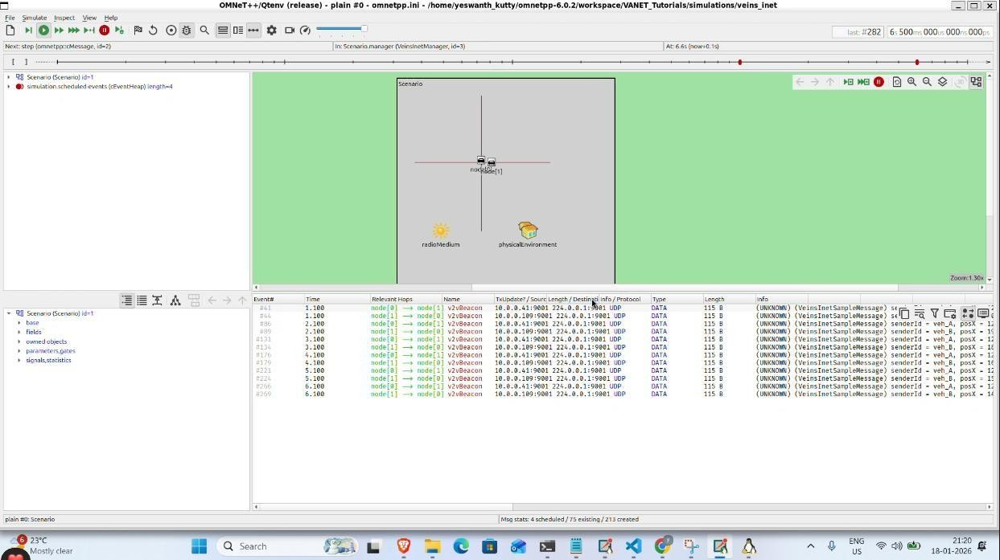 OMNeT++/Qtenv (release) - plain #0 - omnetpp.ini - /home/yeswanth_kutty/omnetpp-6.0.2/workspace/VANET_Tutorials/simulations/veins_inet
File Simulate Inspect View Help
last: #282 6s 500ms 000us 000ns 000ps
Next: step (omnetpp::cMessage, id=2) In: Scenario.manager (VeinsInetManager, id=3) At: 6.6s (now+0.1s)
Scenario (Scenario) id=1
simulation.scheduled-events (cEventHeap) length=4
Scenario
node[1]
radioMedium physicalEnvironment
Zoom:1.30x
Scenario (Scenario) id=1
base
fields
owned objects
parameters,gates
signals,statistics
Event# Time Relevant Hops Name TxUpdate? / Sourc Length / Destinati Info / Protocol Type Length Info
#41 1.100 node[0] --> node[1] v2vBeacon 10.0.0.41:9001 224.0.0.1:9001 UDP DATA 115 B (UNKNOWN) (VeinsInetSampleMessage)
#44 1.100 node[1] --> node[0] v2vBeacon 10.0.0.109:9001 224.0.0.1:9001 UDP DATA 115 B (UNKNOWN) (VeinsInetSampleMessage)
#86 2.100 node[0] --> node[1] v2vBeacon 10.0.0.41:9001 224.0.0.1:9001 UDP DATA 115 B (UNKNOWN) (VeinsInetSampleMessage) senderId = veh_A, posX = 12
#89 2.100 node[1] --> node[0] v2vBeacon 10.0.0.109:9001 224.0.0.1:9001 UDP DATA 115 B (UNKNOWN) (VeinsInetSampleMessage) senderId = veh_B, posX = 19
#131 3.100 node[0] --> node[1] v2vBeacon 10.0.0.41:9001 224.0.0.1:9001 UDP DATA 115 B (UNKNOWN) (VeinsInetSampleMessage) senderId = veh_A, posX = 12
#134 3.100 node[1] --> node[0] v2vBeacon 10.0.0.109:9001 224.0.0.1:9001 UDP DATA 115 B (UNKNOWN) (VeinsInetSampleMessage) senderId = veh_B, posX = 18
#176 4.100 node[0] --> node[1] v2vBeacon 10.0.0.41:9001 224.0.0.1:9001 UDP DATA 115 B (UNKNOWN) (VeinsInetSampleMessage) senderId = veh_A, posX = 12
#179 4.100 node[1] --> node[0] v2vBeacon 10.0.0.109:9001 224.0.0.1:9001 UDP DATA 115 B (UNKNOWN) (VeinsInetSampleMessage) senderId = veh_B, posX = 16
#221 5.100 node[0] --> node[1] v2vBeacon 10.0.0.41:9001 224.0.0.1:9001 UDP DATA 115 B (UNKNOWN) (VeinsInetSampleMessage) senderId = veh_A, posX = 12
#224 5.100 node[1] --> node[0] v2vBeacon 10.0.0.109:9001 224.0.0.1:9001 UDP DATA 115 B (UNKNOWN) (VeinsInetSampleMessage) senderId = veh_B, posX = 15
#266 6.100 node[0] --> node[1] v2vBeacon 10.0.0.41:9001 224.0.0.1:9001 UDP DATA 115 B (UNKNOWN) (VeinsInetSampleMessage) senderId = veh_A, posX = 12
#269 6.100 node[1] --> node[0] v2vBeacon 10.0.0.109:9001 224.0.0.1:9001 UDP DATA 115 B (UNKNOWN) (VeinsInetSampleMessage) senderId = veh_B, posX = 14
plain #0: Scenario Msg stats: 4 scheduled / 75 existing / 213 created
6 23°C
Mostly clear
Search
7
ENG
US
21:20
18-01-2026